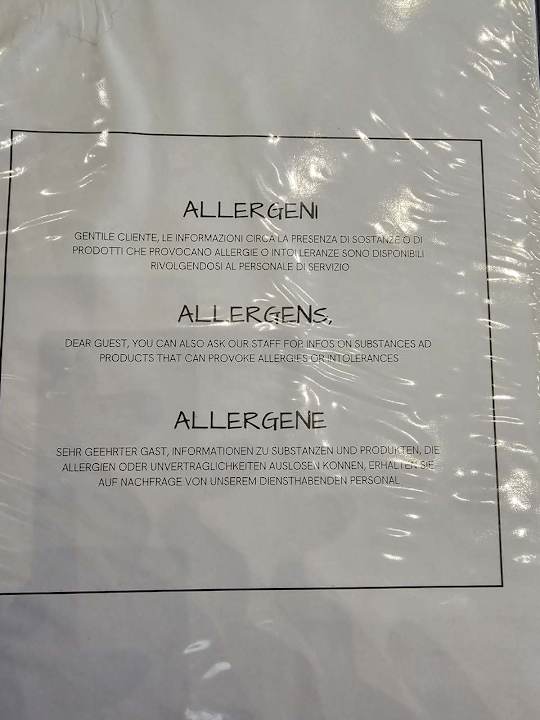 ALLERGENI
GENTILE CLIENTE, LE INFORMAZIONI CIRCA LA PRESENZA DI SOSTANZE O DI
PRODOTTI CHE PROVOCANO ALLERGIE O INTOLLERANZE SONO DISPONIBILI
RIVOLGENDOSI AL PERSONALE DI SERVIZIO
ALLERGENS,
DEAR GUEST, YOU CAN ALSO ASK OUR STAFF FOR INFOS ON SUBSTANCES AD
PRODUCTS THAT CAN PROVOKE ALLERGIES OR INTOLERANCES
ALLERGENE
SEHR GEEHRTER GAST, INFORMATIONEN ZU SUBSTANZEN UND PRODUKTEN, DIE
ALLERGIEN ODER UNVERTRAGLICHKEITEN AUSLOSEN KONNEN, ERHALTEN SIE
AUF NACHFRAGE VON UNSEREM DIENSTHABENDEN PERSONAL